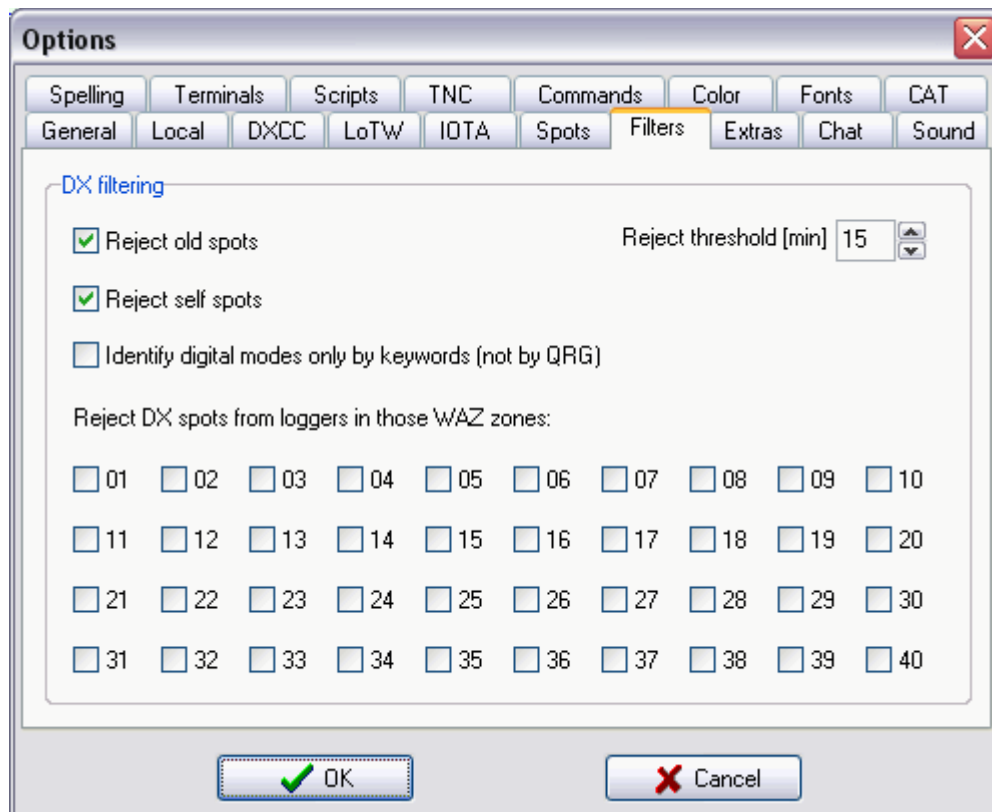 Options
Spelling Terminals Scripts TNC Commands Color Fonts CAT
General Local DXCC LoTW IOTA Spots Filters Extras Chat Sound
DX filtering
Reject old spots Reject threshold [min] 15
Reject self spots
Identify digital modes only by keywords (not by QRG)
Reject DX spots from loggers in those WAZ zones:
01 02 03 04 05 06 07 08 09 10
11 12 13 14 15 16 17 18 19 20
21 22 23 24 25 26 27 28 29 30
31 32 33 34 35 36 37 38 39 40
OK Cancel